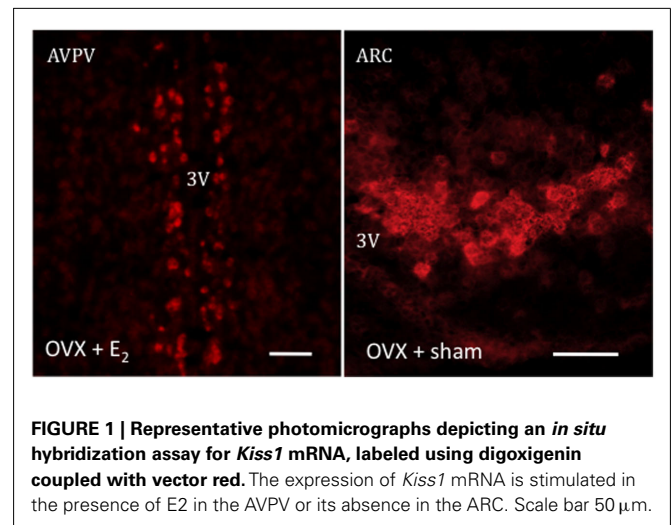 AVPV
3V
OVX + E₂
ARC
3V
OVX + sham
FIGURE 1 | Representative photomicrographs depicting an in situ
hybridization assay for Kiss1 mRNA, labeled using digoxigenin
coupled with vector red. The expression of Kiss1 mRNA is stimulated in
the presence of E2 in the AVPV or its absence in the ARC. Scale bar 50 μm.